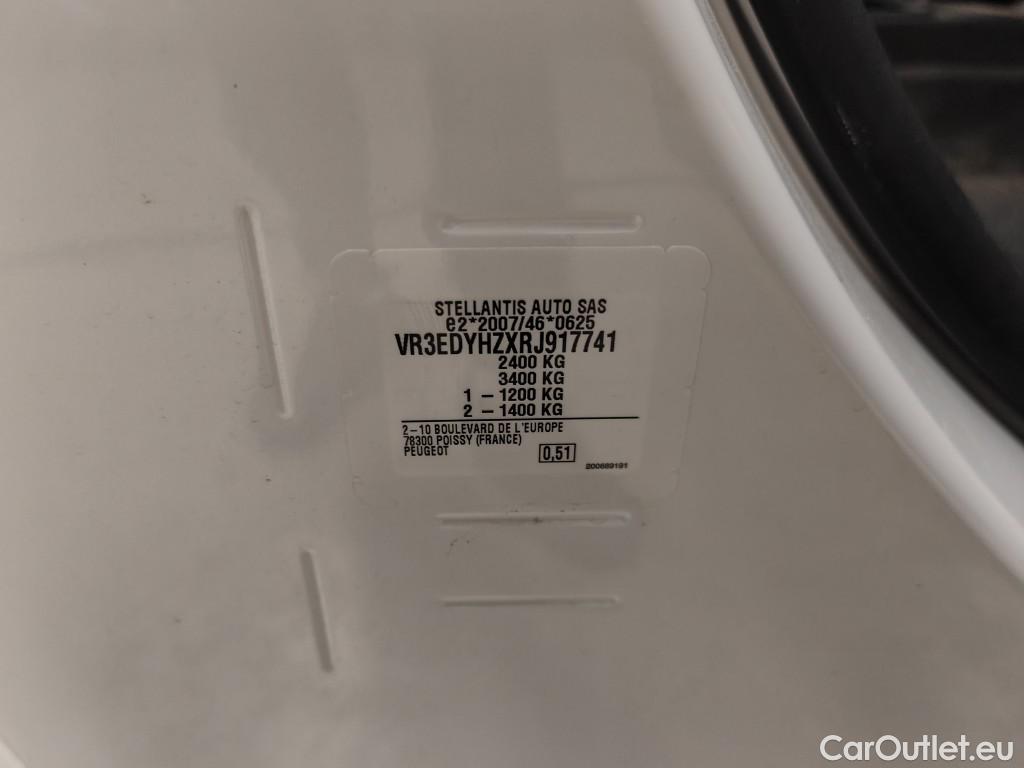 STELLANTIS AUTO SAS
e2*2007/46*0625
VR3EDYHZXRJ917741
2400 KG
3400 KG
1 – 1200 KG
2 – 1400 KG
2–10 BOULEVARD DE L'EUROPE
78300 POISSY (FRANCE)
PEUGEOT
0,51
200689191
CarOutlet.eu